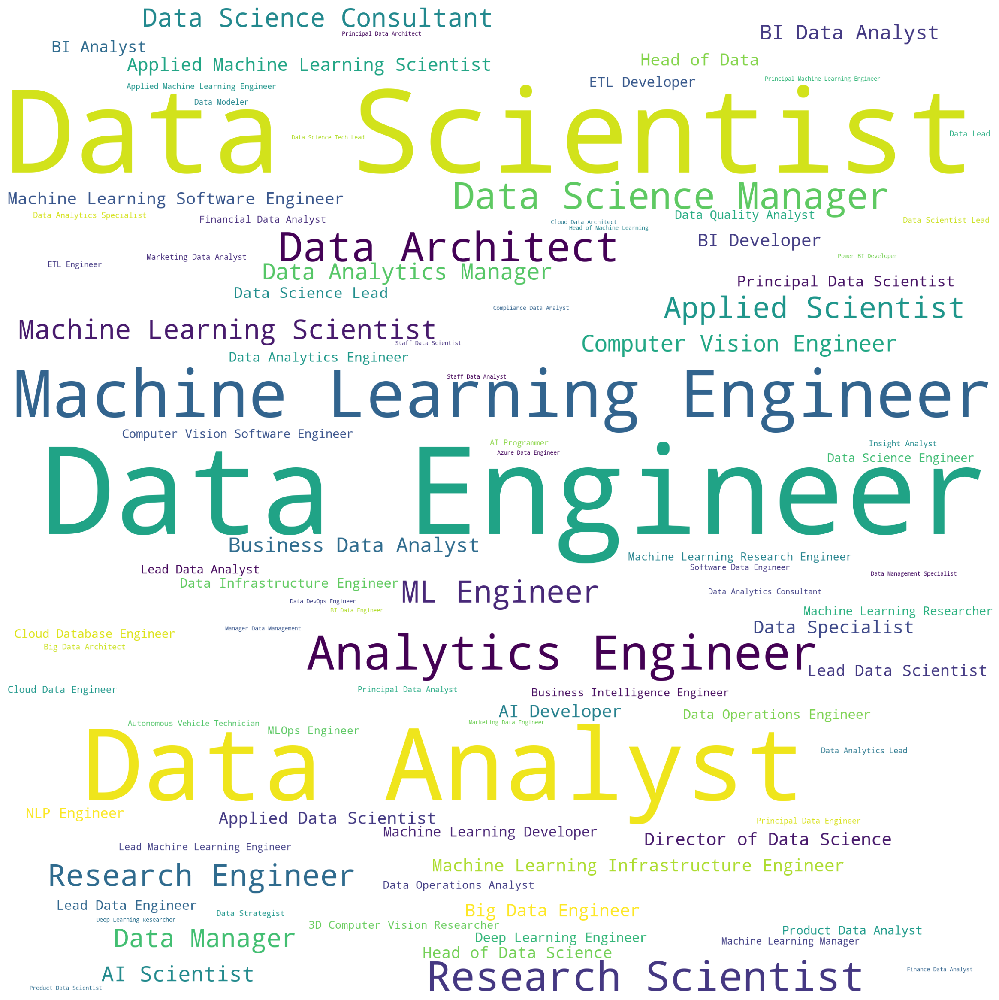 Data Science Consultant
Principal Data Architect
BI Data Analyst
BI Analyst
Head of Data
Applied Machine Learning Scientist
ETL Developer
Principal Machine Learning Engineer
Applied Machine Learning Engineer
Data Modeler
Data Scientist
Data Science Tech Lead
Data Lead
Machine Learning Software Engineer
Data Science Manager
Data Analytics Specialist
Financial Data Analyst
Data Quality Analyst
Data Scientist Lead
Cloud Data Architect
Head of Machine Learning
Data Architect
BI Developer
Marketing Data Analyst
Power BI Developer
ETL Engineer
Data Analytics Manager
Principal Data Scientist
Data Science Lead
Compliance Data Analyst
Applied Scientist
Machine Learning Scientist
Staff Data Scientist
Computer Vision Engineer
Data Analytics Engineer
Staff Data Analyst
Machine Learning Engineer
Computer Vision Software Engineer
AI Programmer
Insight Analyst
Azure Data Engineer
Data Science Engineer
Data Engineer
Business Data Analyst
Machine Learning Research Engineer
Lead Data Analyst
Software Data Engineer
Data Management Specialist
Data Infrastructure Engineer
ML Engineer
Data Analytics Consultant
Data DevOps Engineer
BI Data Engineer
Machine Learning Researcher
Manager Data Management
Data Specialist
Cloud Database Engineer
Big Data Architect
Analytics Engineer
Lead Data Scientist
Cloud Data Engineer
Principal Data Analyst
Business Intelligence Engineer
AI Developer
Data Operations Engineer
Autonomous Vehicle Technician
Marketing Data Engineer
MLOps Engineer
Data Analyst
Data Analytics Lead
NLP Engineer
Applied Data Scientist
Principal Data Engineer
Machine Learning Developer
Director of Data Science
Lead Machine Learning Engineer
Machine Learning Infrastructure Engineer
Research Engineer
Data Operations Analyst
Lead Data Engineer
Data Strategist
Big Data Engineer
Deep Learning Researcher
3D Computer Vision Researcher
Product Data Analyst
Data Manager
Deep Learning Engineer
Machine Learning Manager
Head of Data Science
AI Scientist
Research Scientist
Finance Data Analyst
Product Data Scientist